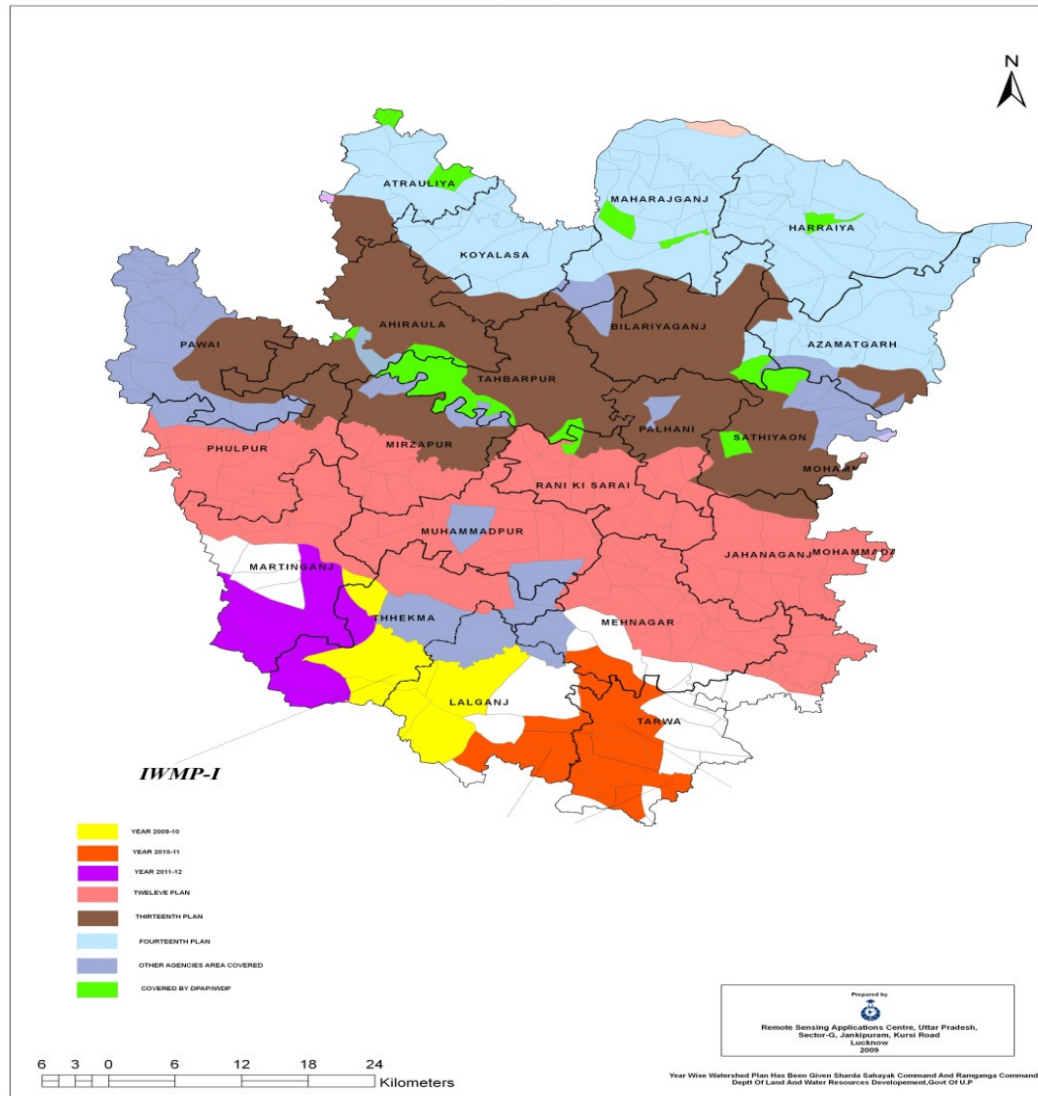 N
ATRAULIYA
MAHARAJGANJ
HARRAIYA
KOYALASA
D
AHIRAULA
BILARIYAGANJ
PAWAI
AZAMATGARH
TAHBARPUR
PALHANI
SATHIYAON
PHULPUR
MIRZAPUR
MOHAMM
RANI KI SARAI
MUHAMMADPUR
JAHANAGANJ
MOHAMMADA
MARTINGANJ
THHEKMA
MEHNAGAR
LALGANJ
TARWA
IWMP-I
YEAR 2009-10
YEAR 2010-11
YEAR 2011-12
TWELEVE PLAN
THIRTEENTH PLAN
FOURTEENTH PLAN
OTHER AGENCIES AREA COVERED
COVERED BY DPAP/IWDP
Prepared by
Remote Sensing Applications Centre, Uttar Pradesh,
Sector-G, Jankipuram, Kursi Road
Lucknow
2009
6 3 0 6 12 18 24
Kilometers
Year Wise Watershed Plan Has Been Given Sharda Sahayak Command And Ramganga Command
Deptt Of Land And Water Resources Developement,Govt Of U.P